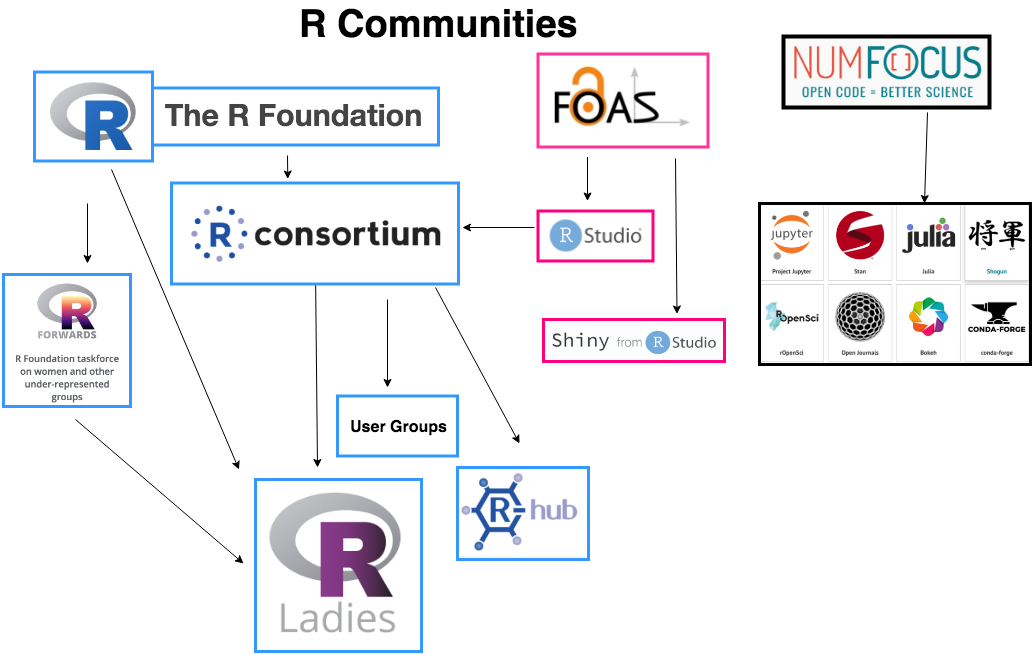 R Communities
R
The R Foundation
FOAS
NUMFOCUS
OPEN CODE = BETTER SCIENCE
R consortium
R Studio
jupyter
Project Jupyter
Stan
julia
Julia
将軍
Shogun
R
FORWARDS
R Foundation taskforce
on women and other
under-represented
groups
Shiny from R Studio
ROpenSci
rOpenSci
Open Journals
Bokeh
CONDA-FORGE
conda-forge
User Groups
R
Ladies
R-hub